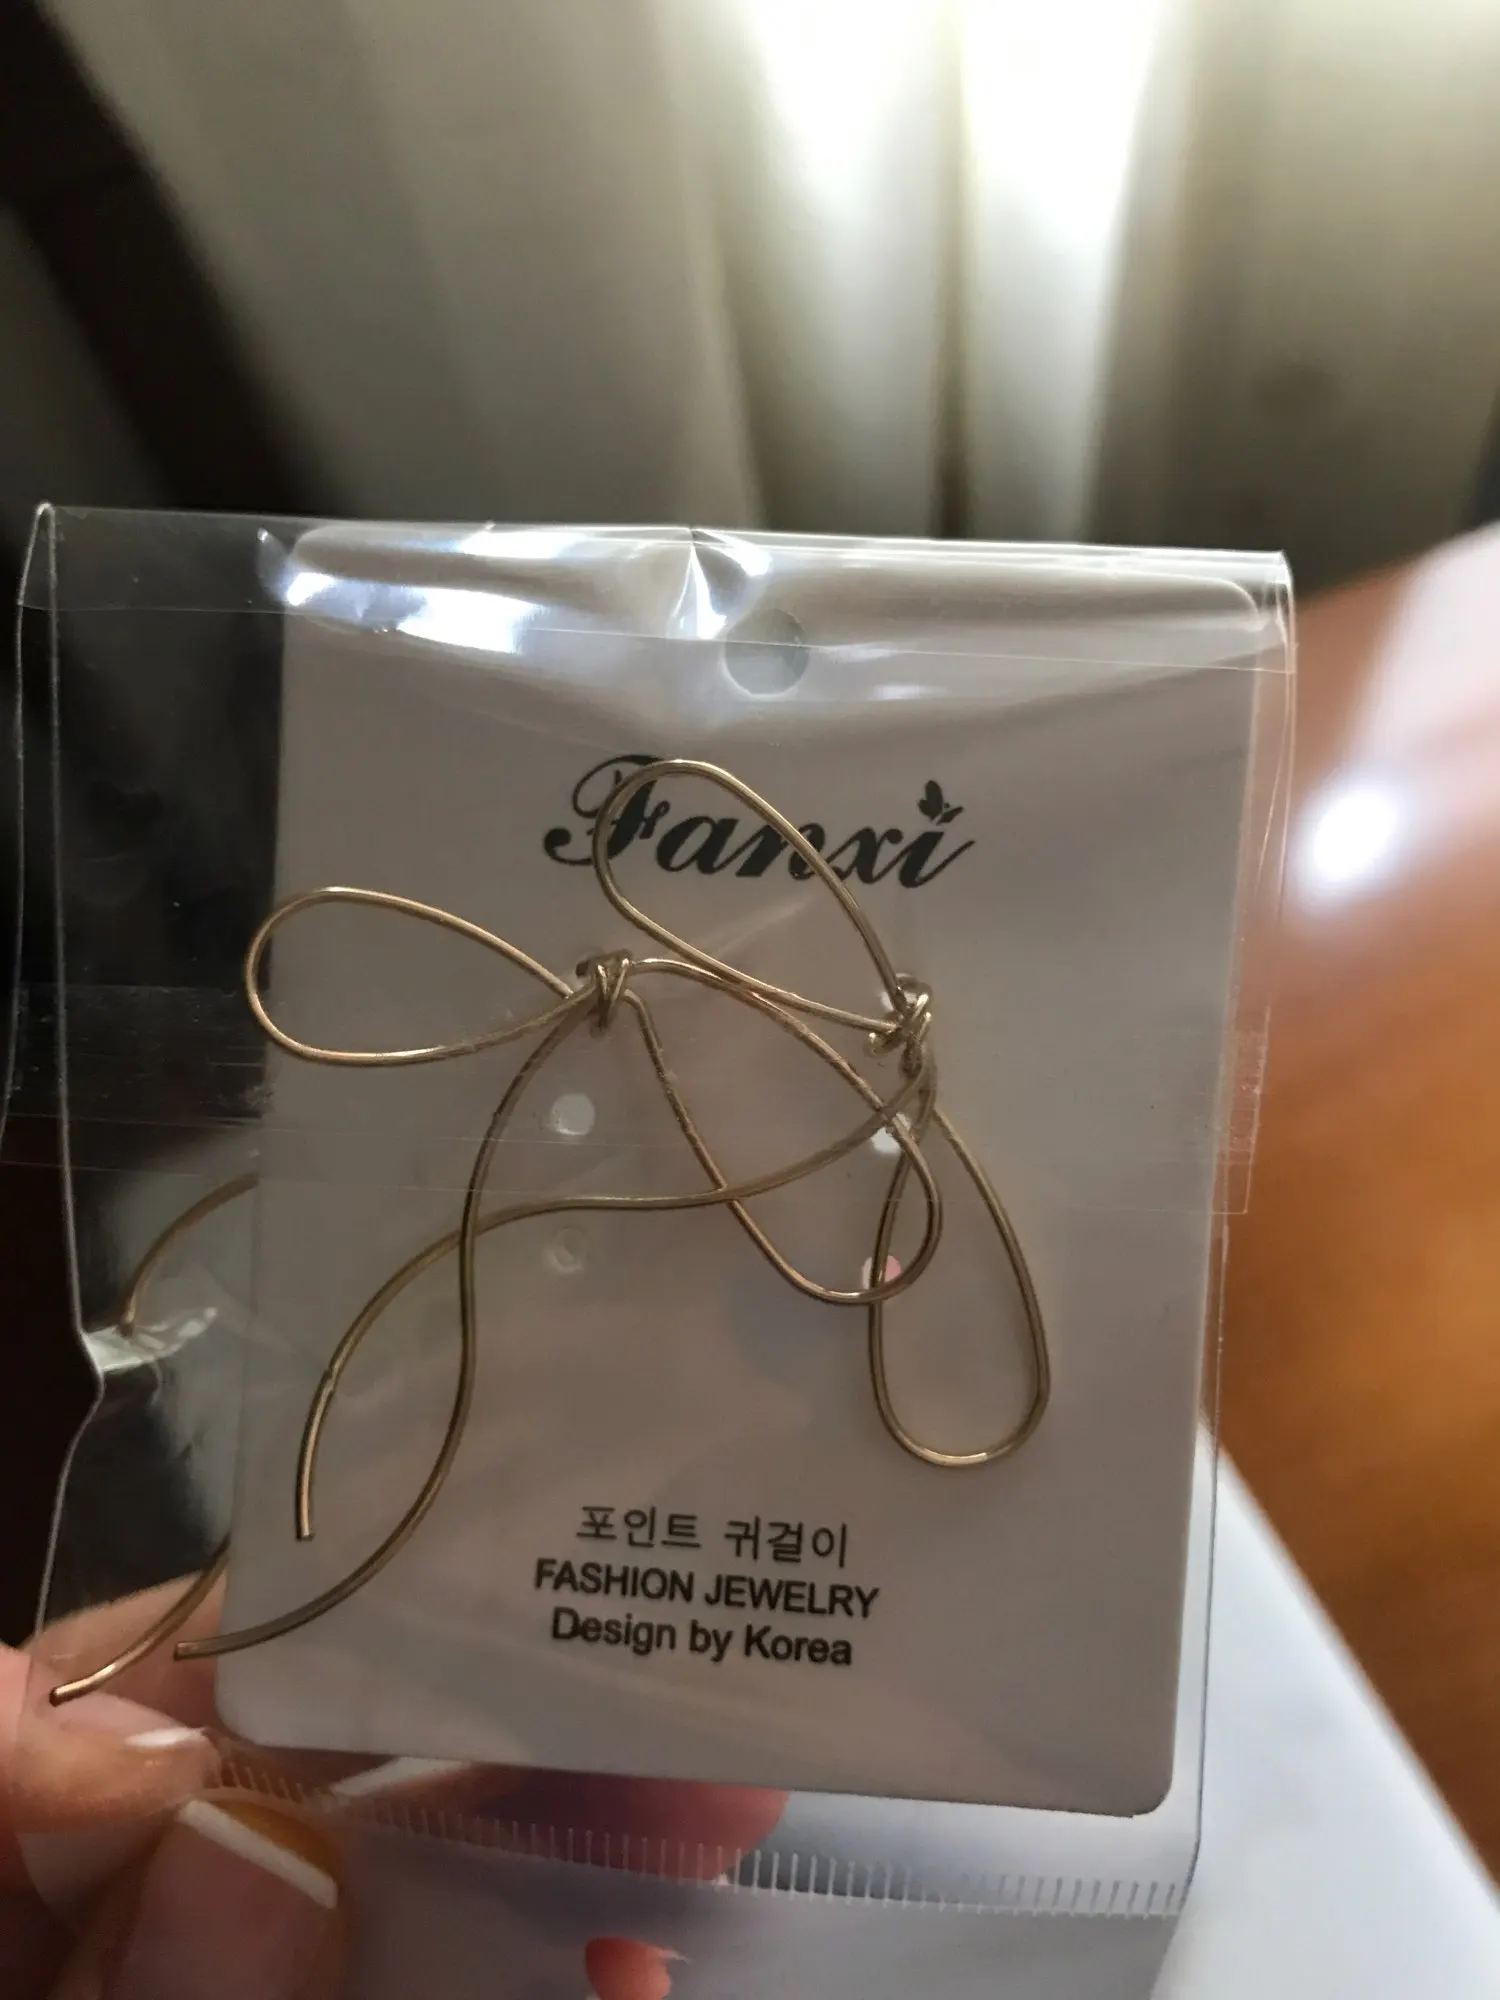 Fanxi
포인트 귀걸이
FASHION JEWELRY
Design by Korea